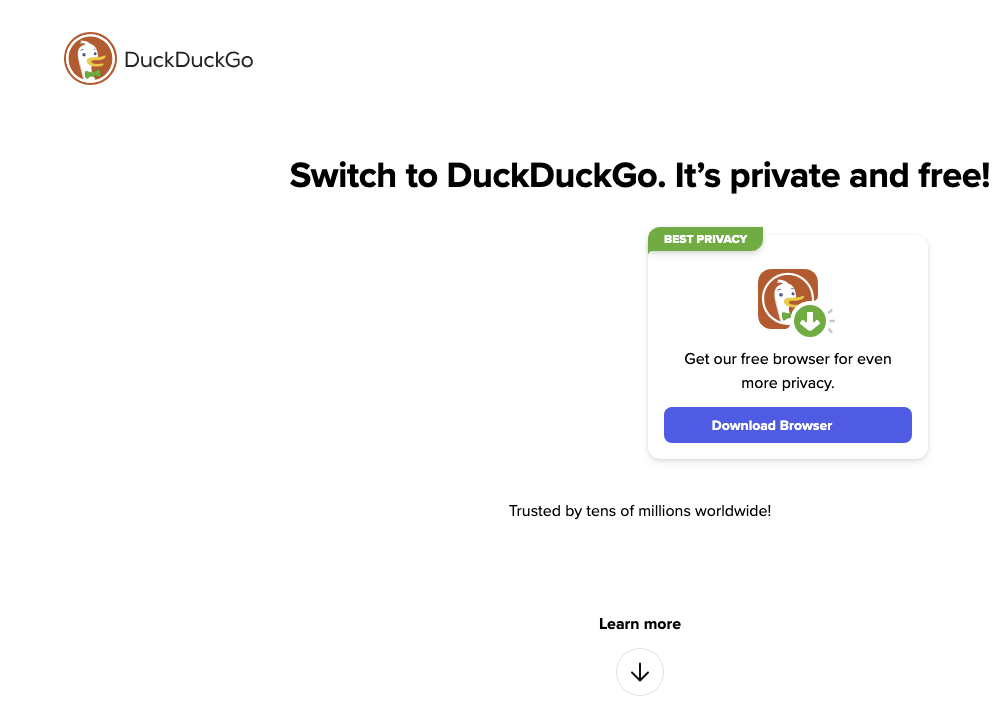 DuckDuckGo
Switch to DuckDuckGo. It’s private and free!
BEST PRIVACY
Get our free browser for even
more privacy.
Download Browser
Trusted by tens of millions worldwide!
Learn more